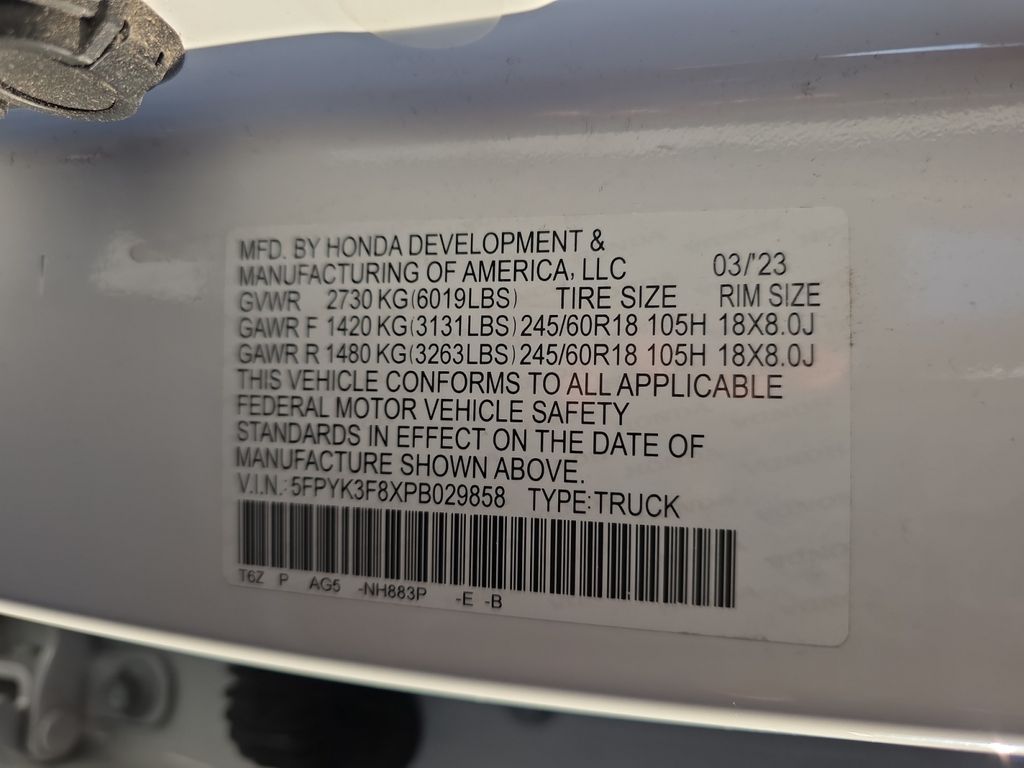 MFD. BY HONDA DEVELOPMENT &
MANUFACTURING OF AMERICA, LLC 03/'23
GVWR 2730 KG(6019LBS) TIRE SIZE RIM SIZE
GAWR F 1420 KG(3131LBS) 245/60R18 105H 18X8.0J
GAWR R 1480 KG(3263LBS) 245/60R18 105H 18X8.0J
THIS VEHICLE CONFORMS TO ALL APPLICABLE
FEDERAL MOTOR VEHICLE SAFETY
STANDARDS IN EFFECT ON THE DATE OF
MANUFACTURE SHOWN ABOVE.
V.I.N.: 5FPYK3F8XPB029858 TYPE:TRUCK
T6Z P AG5 -NH883P -E -B